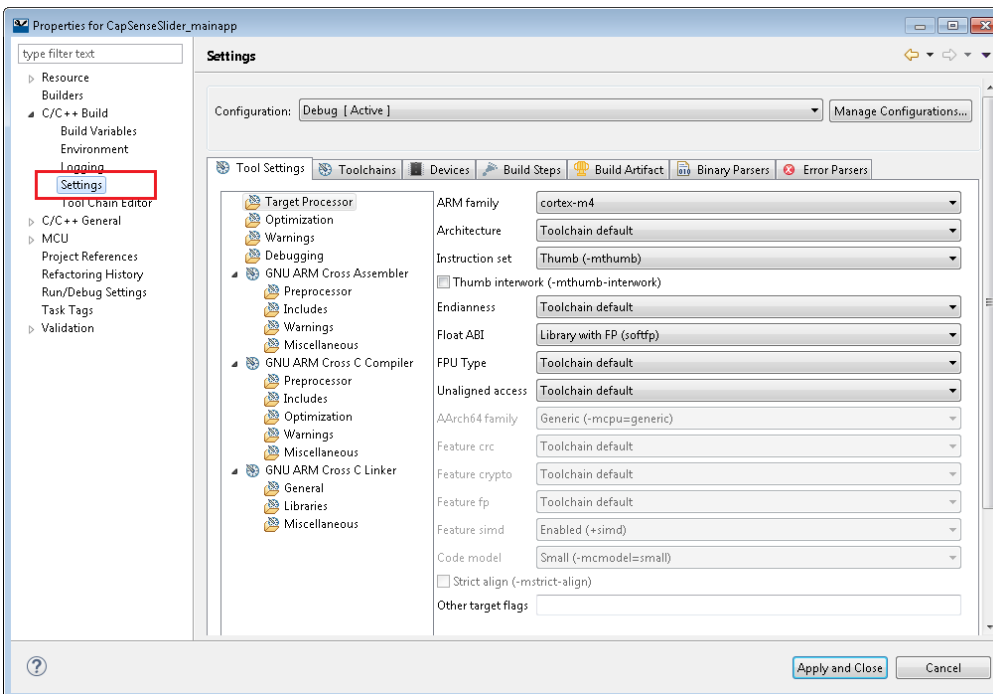 Properties for CapSenseSlider_mainapp
type filter text
Resource
Builders
C/C++ Build
Build Variables
Environment
Logging
Settings
Tool Chain Editor
C/C++ General
MCU
Project References
Refactoring History
Run/Debug Settings
Task Tags
Validation
Settings
Configuration: Debug [ Active ] Manage Configurations...
Tool Settings Toolchains Devices Build Steps Build Artifact Binary Parsers Error Parsers
Target Processor
Optimization
Warnings
Debugging
GNU ARM Cross Assembler
Preprocessor
Includes
Warnings
Miscellaneous
GNU ARM Cross C Compiler
Preprocessor
Includes
Optimization
Warnings
Miscellaneous
GNU ARM Cross C Linker
General
Libraries
Miscellaneous
ARM family cortex-m4
Architecture Toolchain default
Instruction set Thumb (-mthumb)
Thumb interwork (-mthumb-interwork)
Endianness Toolchain default
Float ABI Library with FP (softfp)
FPU Type Toolchain default
Unaligned access Toolchain default
AArch64 family Generic (-mcpu=generic)
Feature crc Toolchain default
Feature crypto Toolchain default
Feature fp Toolchain default
Feature simd Enabled (+simd)
Code model Small (-mcmodel=small)
Strict align (-mstrict-align)
Other target flags
Apply and Close Cancel